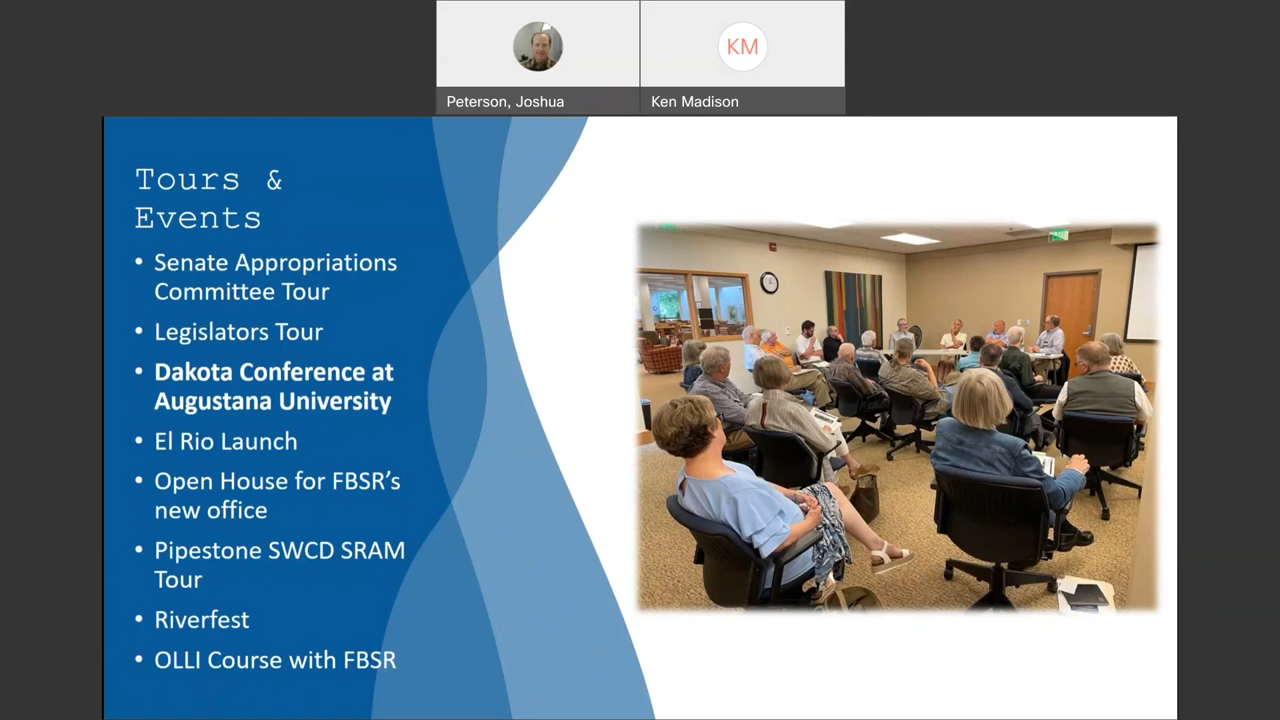 KM
Peterson, Joshua
Ken Madison
Tours &
Events
• Senate Appropriations
Committee Tour
• Legislators Tour
• Dakota Conference at
Augustana University
• El Rio Launch
• Open House for FBSR’s
new office
• Pipestone SWCD SRAM
Tour
• Riverfest
• OLLI Course with FBSR